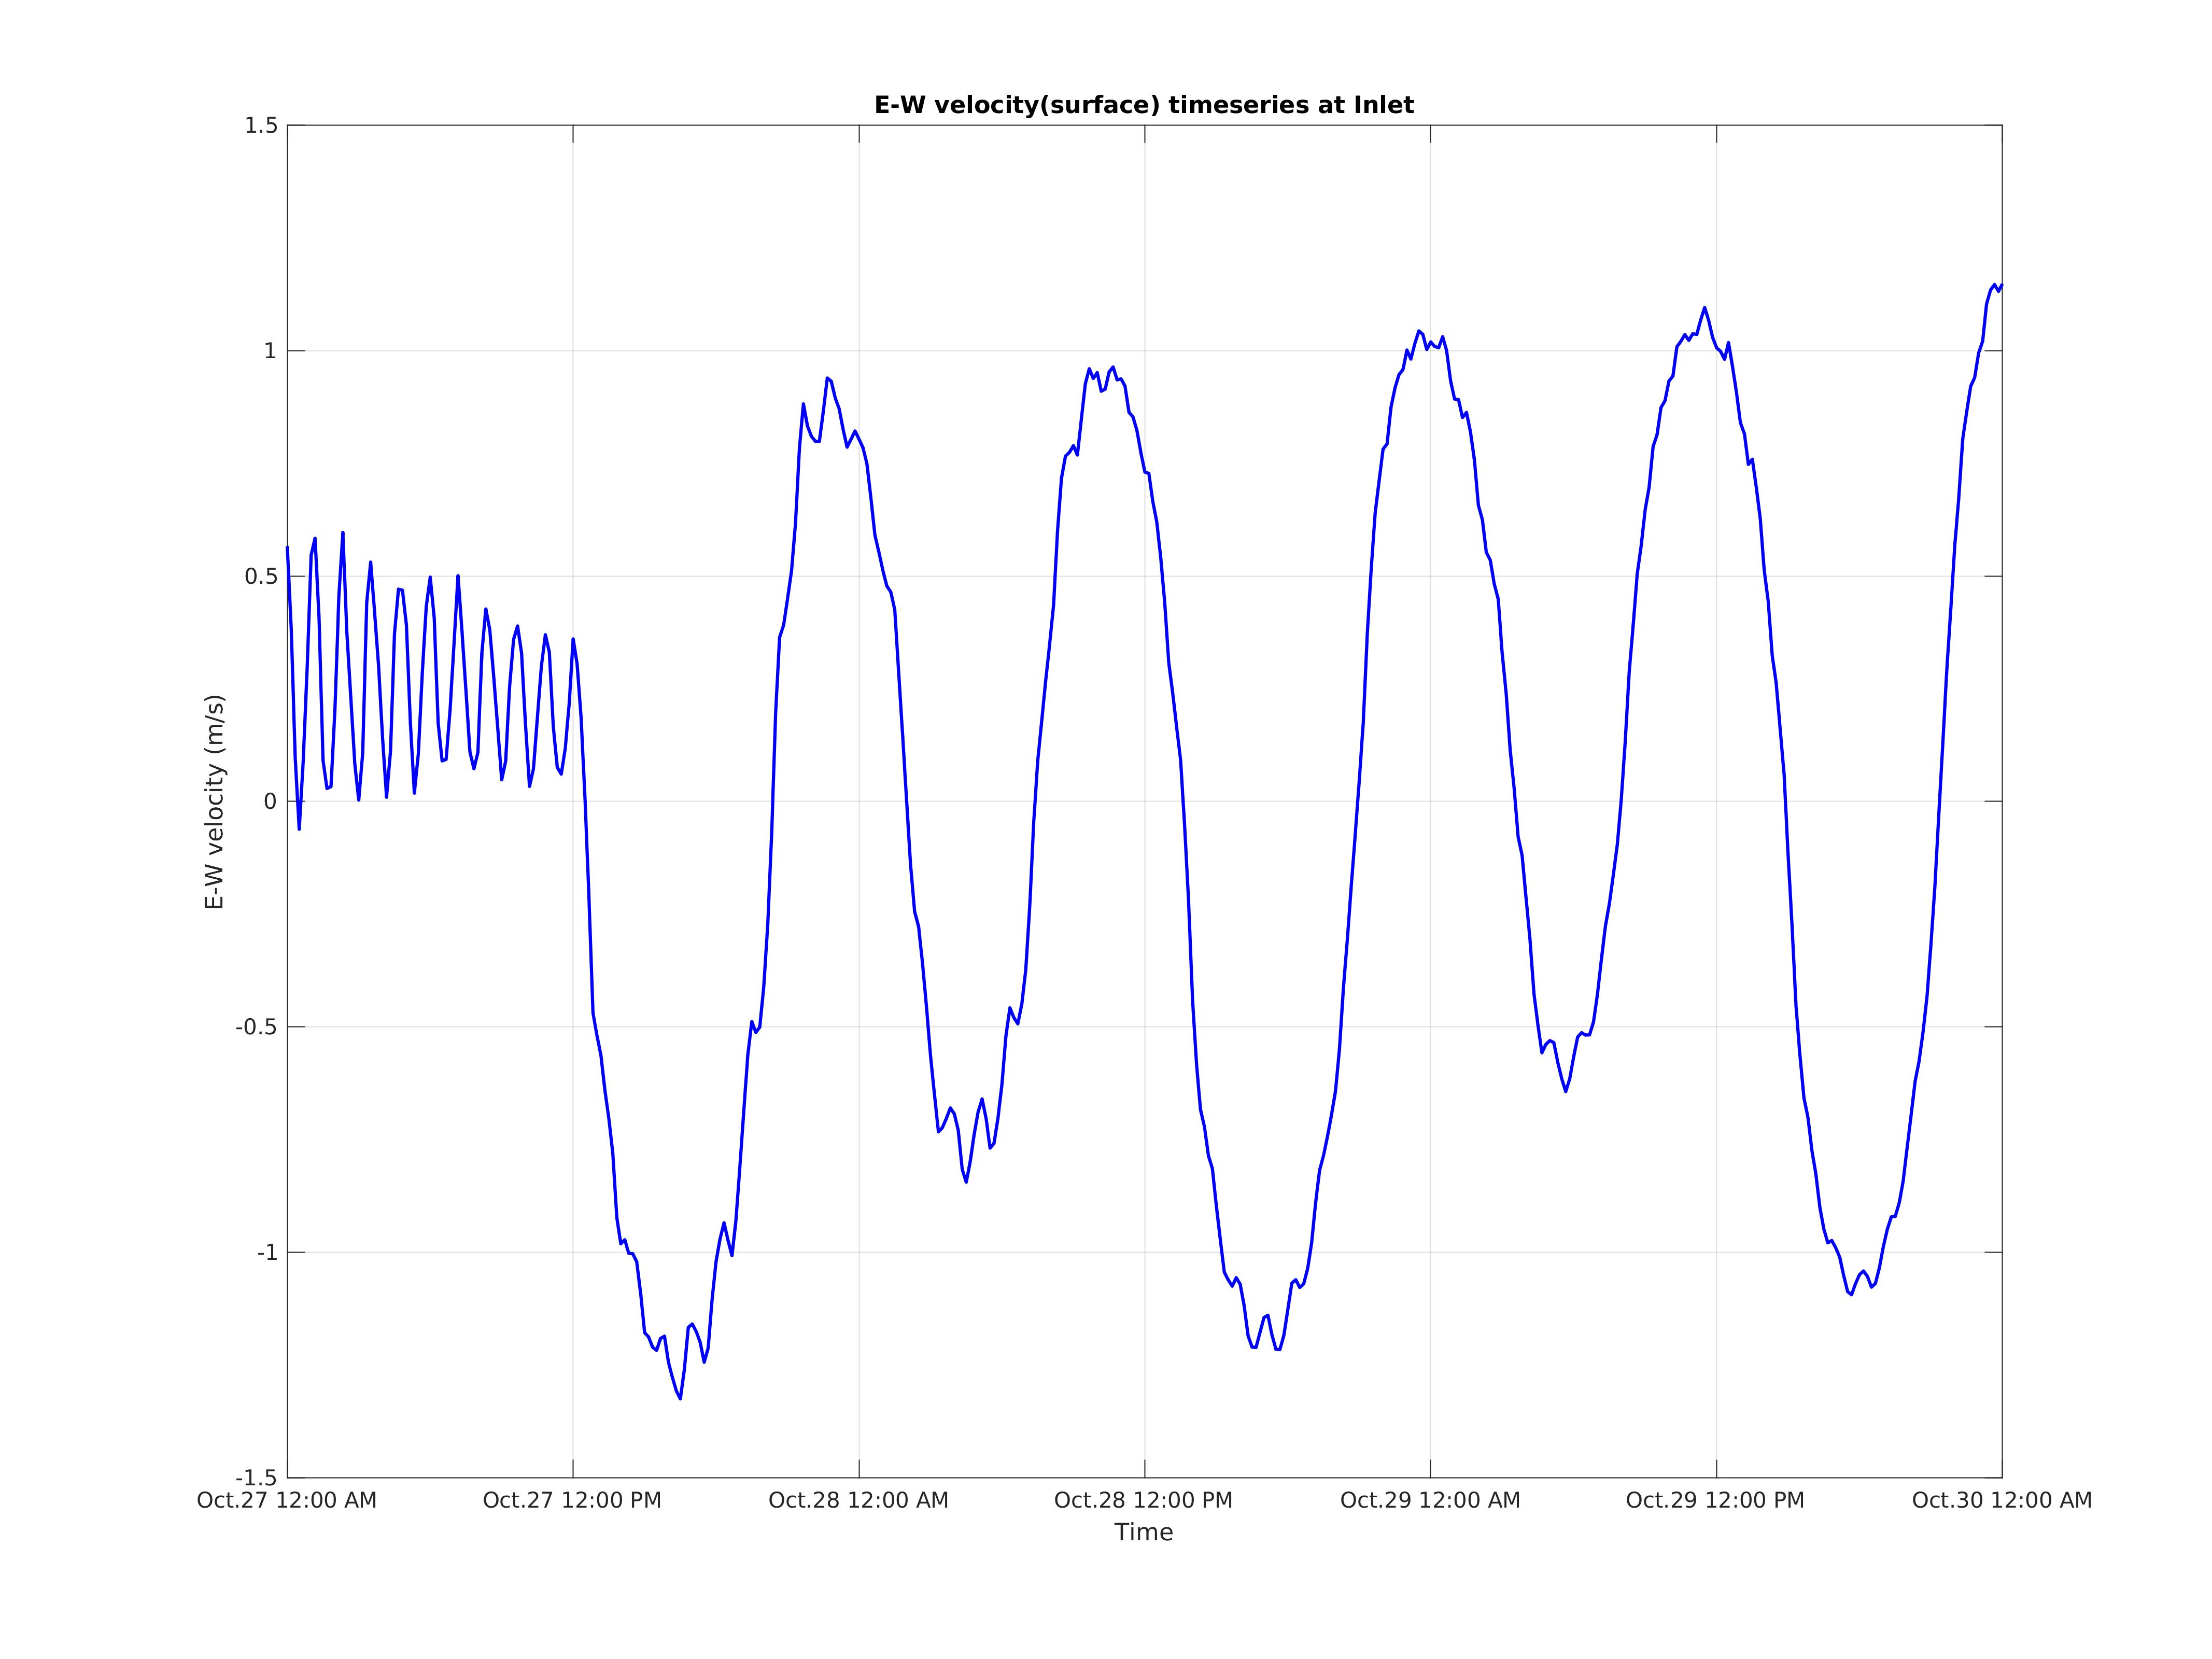 E-W velocity(surface) timeseries at Inlet
1.5
1
0.5
0
-0.5
-1
-1.5
E-W velocity (m/s)
Oct.27 12:00 AM
Oct.27 12:00 PM
Oct.28 12:00 AM
Oct.28 12:00 PM
Oct.29 12:00 AM
Oct.29 12:00 PM
Oct.30 12:00 AM
Time